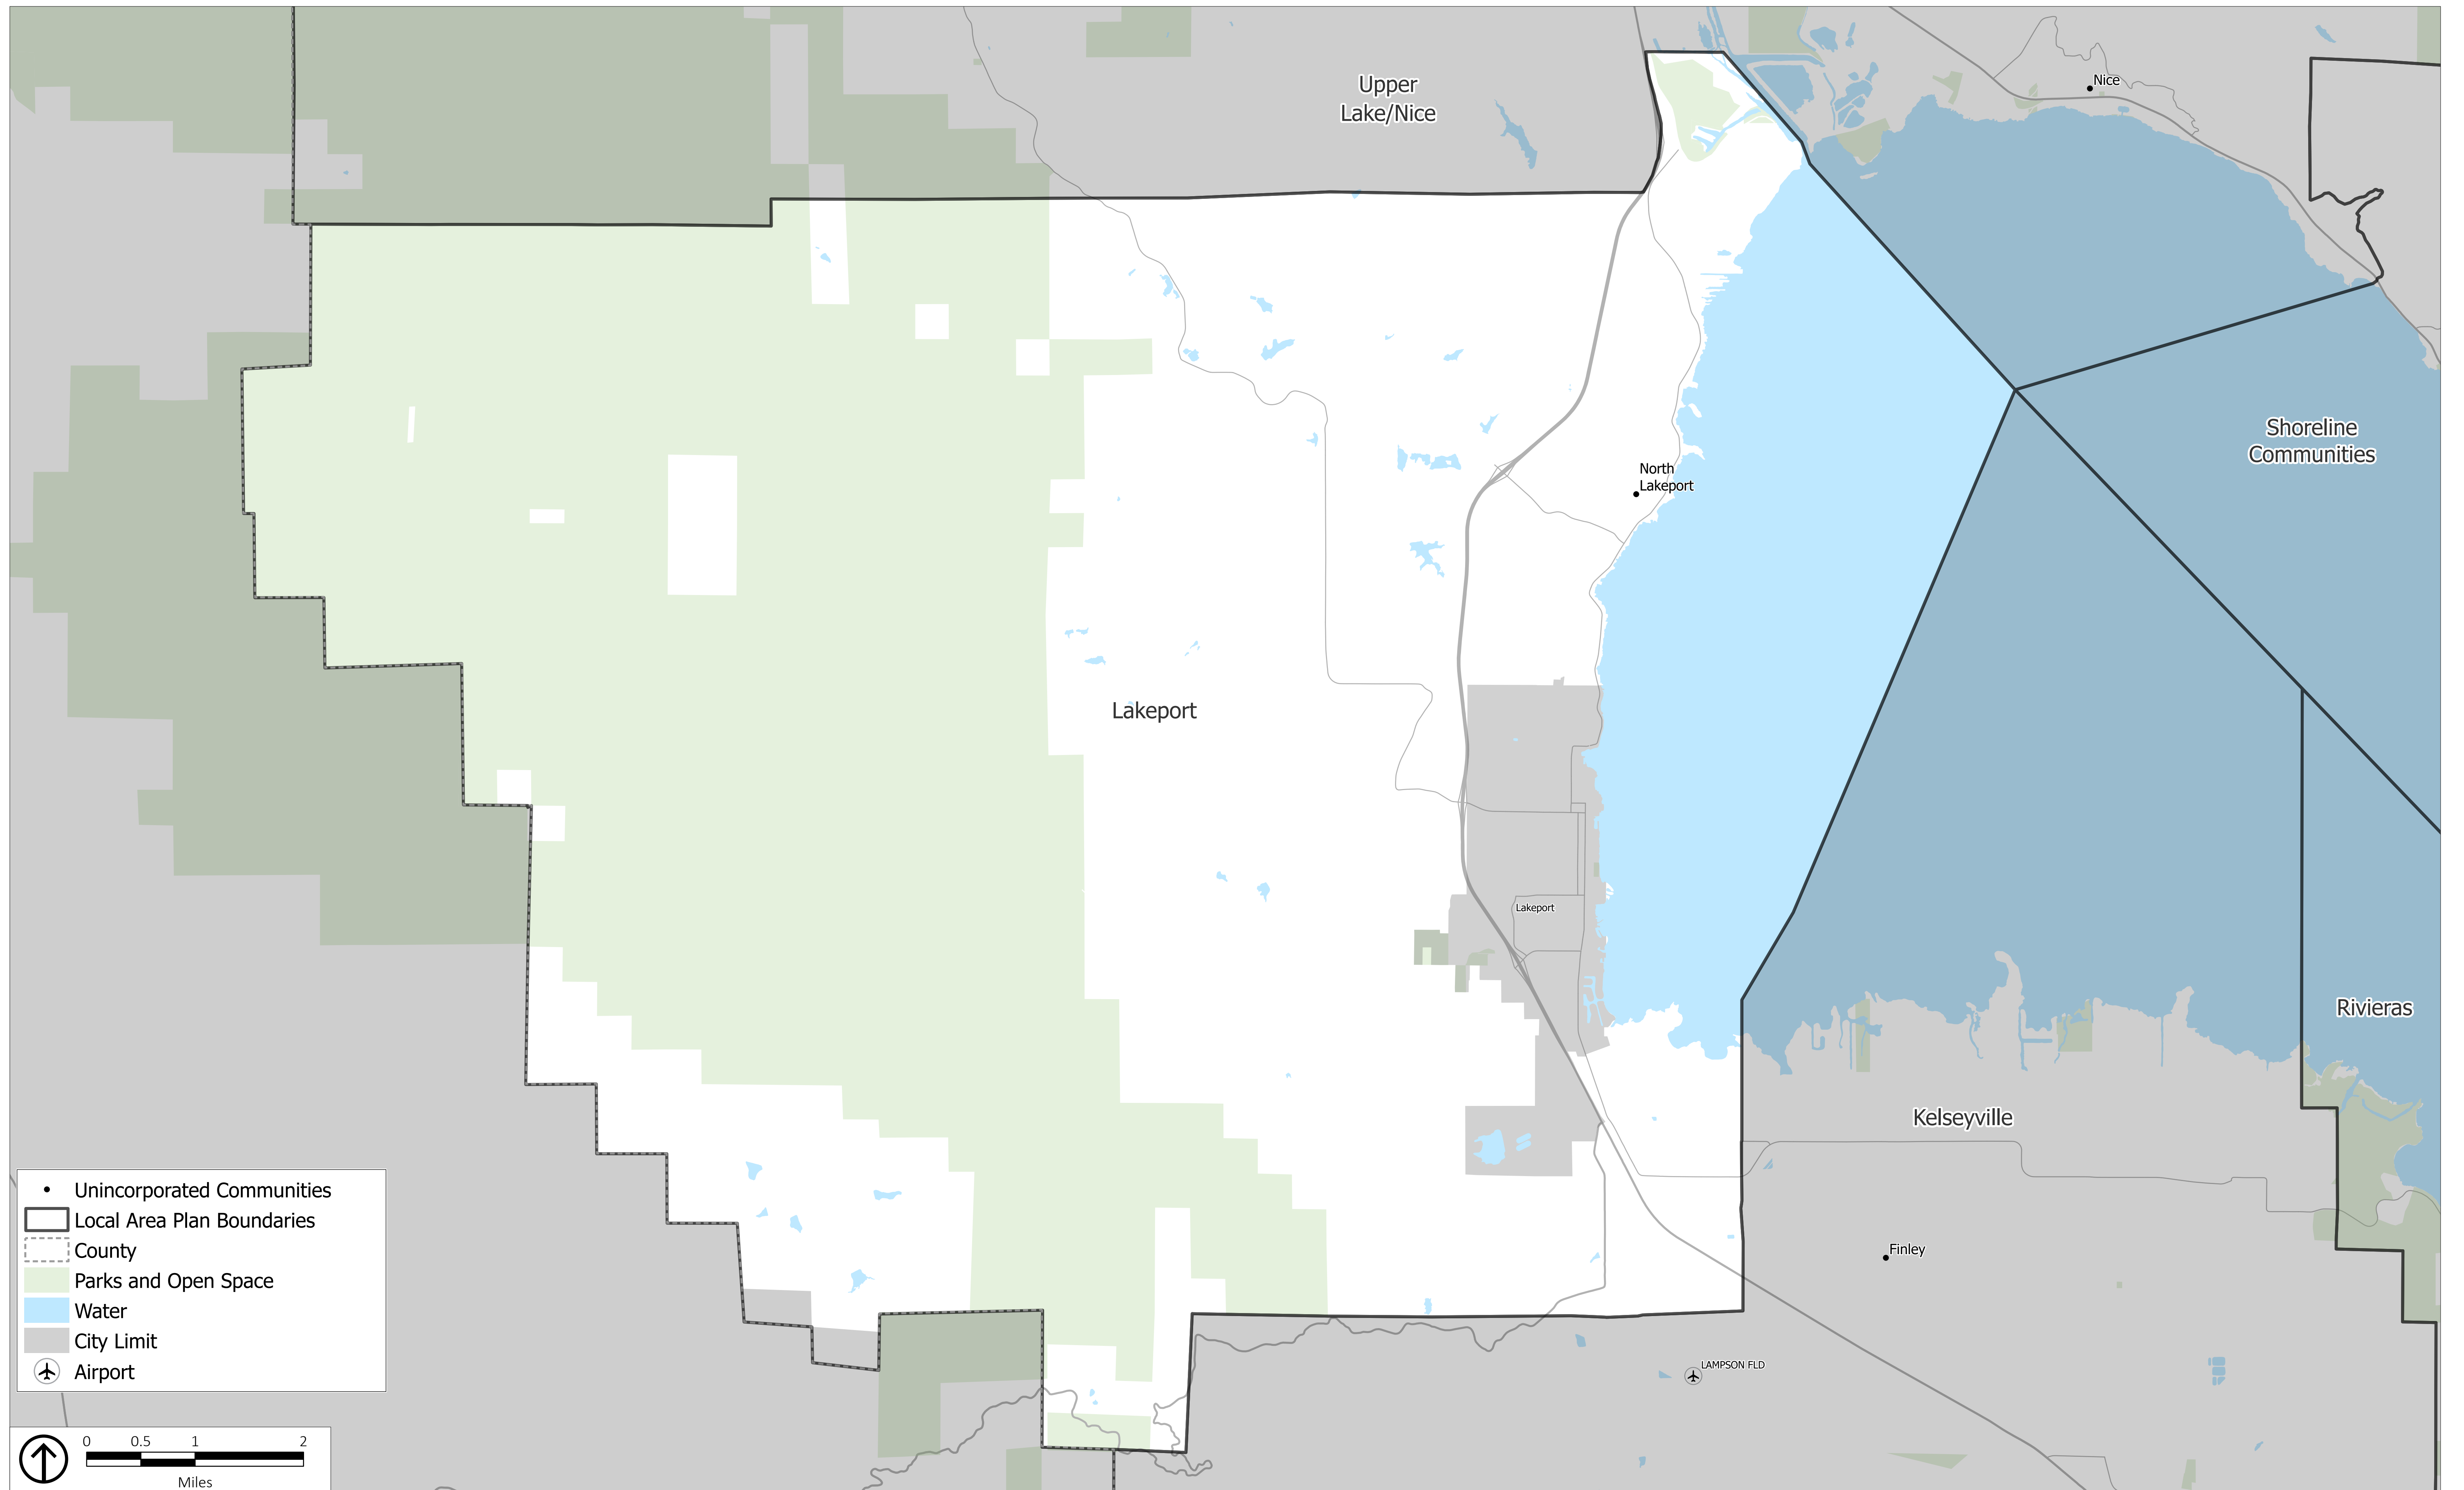 Upper
Lake/Nice
Nice
Shoreline
Communities
North
Lakeport
Lakeport
Lakeport
Rivieras
Kelseyville
Finley
LAMPSON FLD
Unincorporated Communities
Local Area Plan Boundaries
County
Parks and Open Space
Water
City Limit
Airport
0 0.5 1 2
Miles